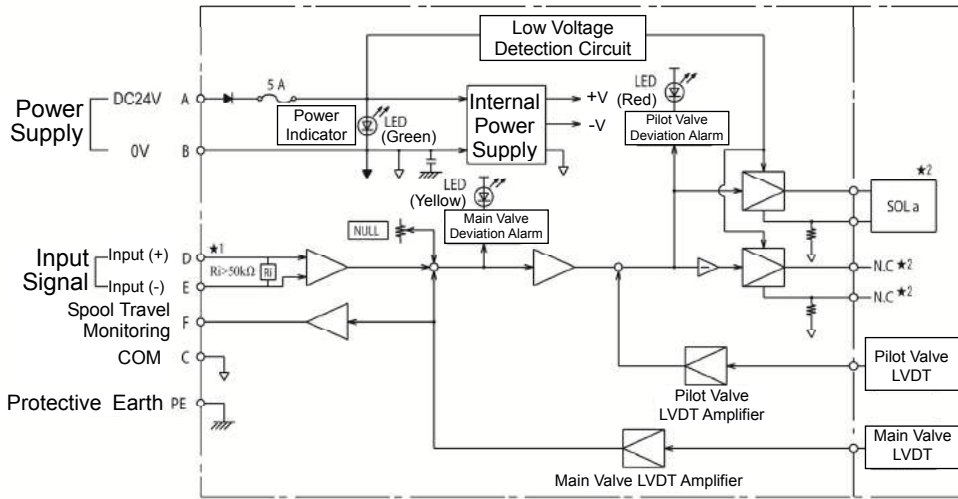 Low Voltage
Detection Circuit
Power
Supply
DC24V
A
5 A
0V
B
Power
Indicator
LED
(Green)
Internal
Power
Supply
+V
-V
LED
(Red)
Pilot Valve
Deviation Alarm
LED
(Yellow)
Main Valve
Deviation Alarm
NULL
★2
SOL a
N.C ★2
N.C ★2
Input
Signal
Input (+)
D
★1
Ri>50kΩ
Ri
Input (-)
E
Spool Travel
Monitoring
F
COM
C
Protective Earth
PE
Pilot Valve
LVDT Amplifier
Pilot Valve
LVDT
Main Valve LVDT Amplifier
Main Valve
LVDT